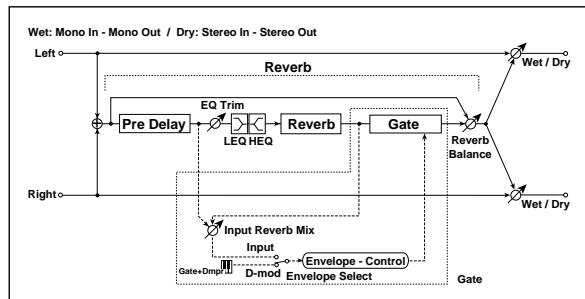 Wet: Mono In - Mono Out / Dry: Stereo In - Stereo Out
Left
Wet / Dry
Reverb
EQ Trim
Pre Delay
LEQ HEQ
Reverb
Gate
Reverb
Balance
Right
Wet / Dry
Input Reverb Mix
Input
D-mod
Gate+Dmpr
Envelope - Control
Envelope Select
Gate